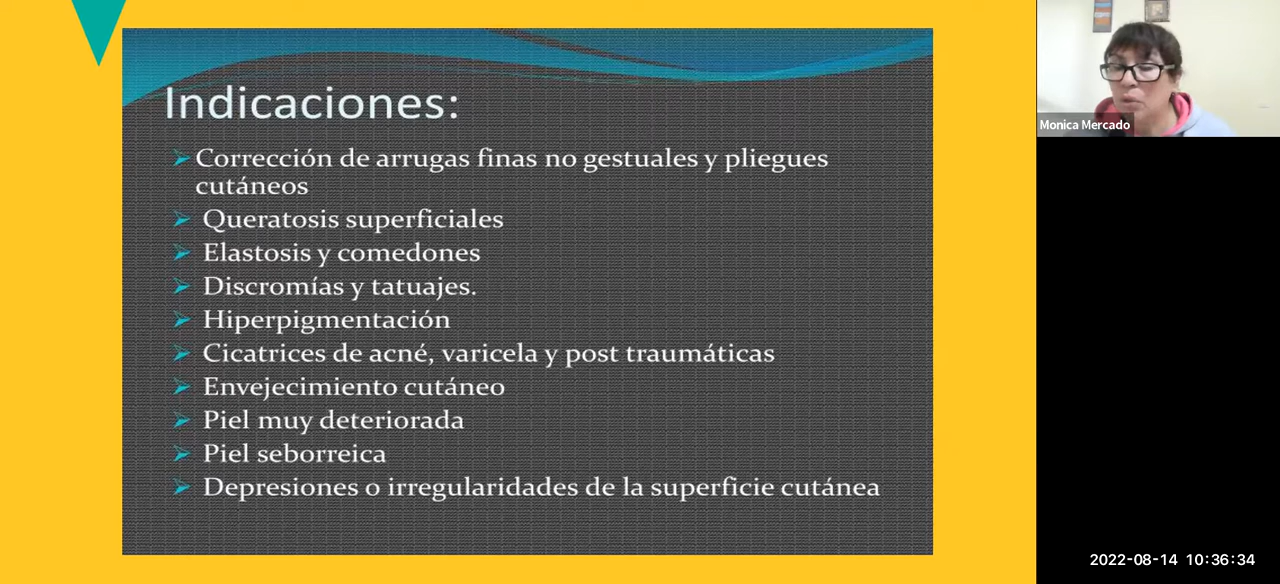 Indicaciones:
Corrección de arrugas finas no gestuales y pliegues
cutáneos
Queratosis superficiales
Elastosis y comedones
Discromías y tatuajes.
Hiperpigmentación
Cicatrices de acné, varicela y post traumáticas
Envejecimiento cutáneo
Piel muy deteriorada
Piel seborreica
Depresiones o irregularidades de la superficie cutánea
Monica Mercado
2022-08-14 10:36:34